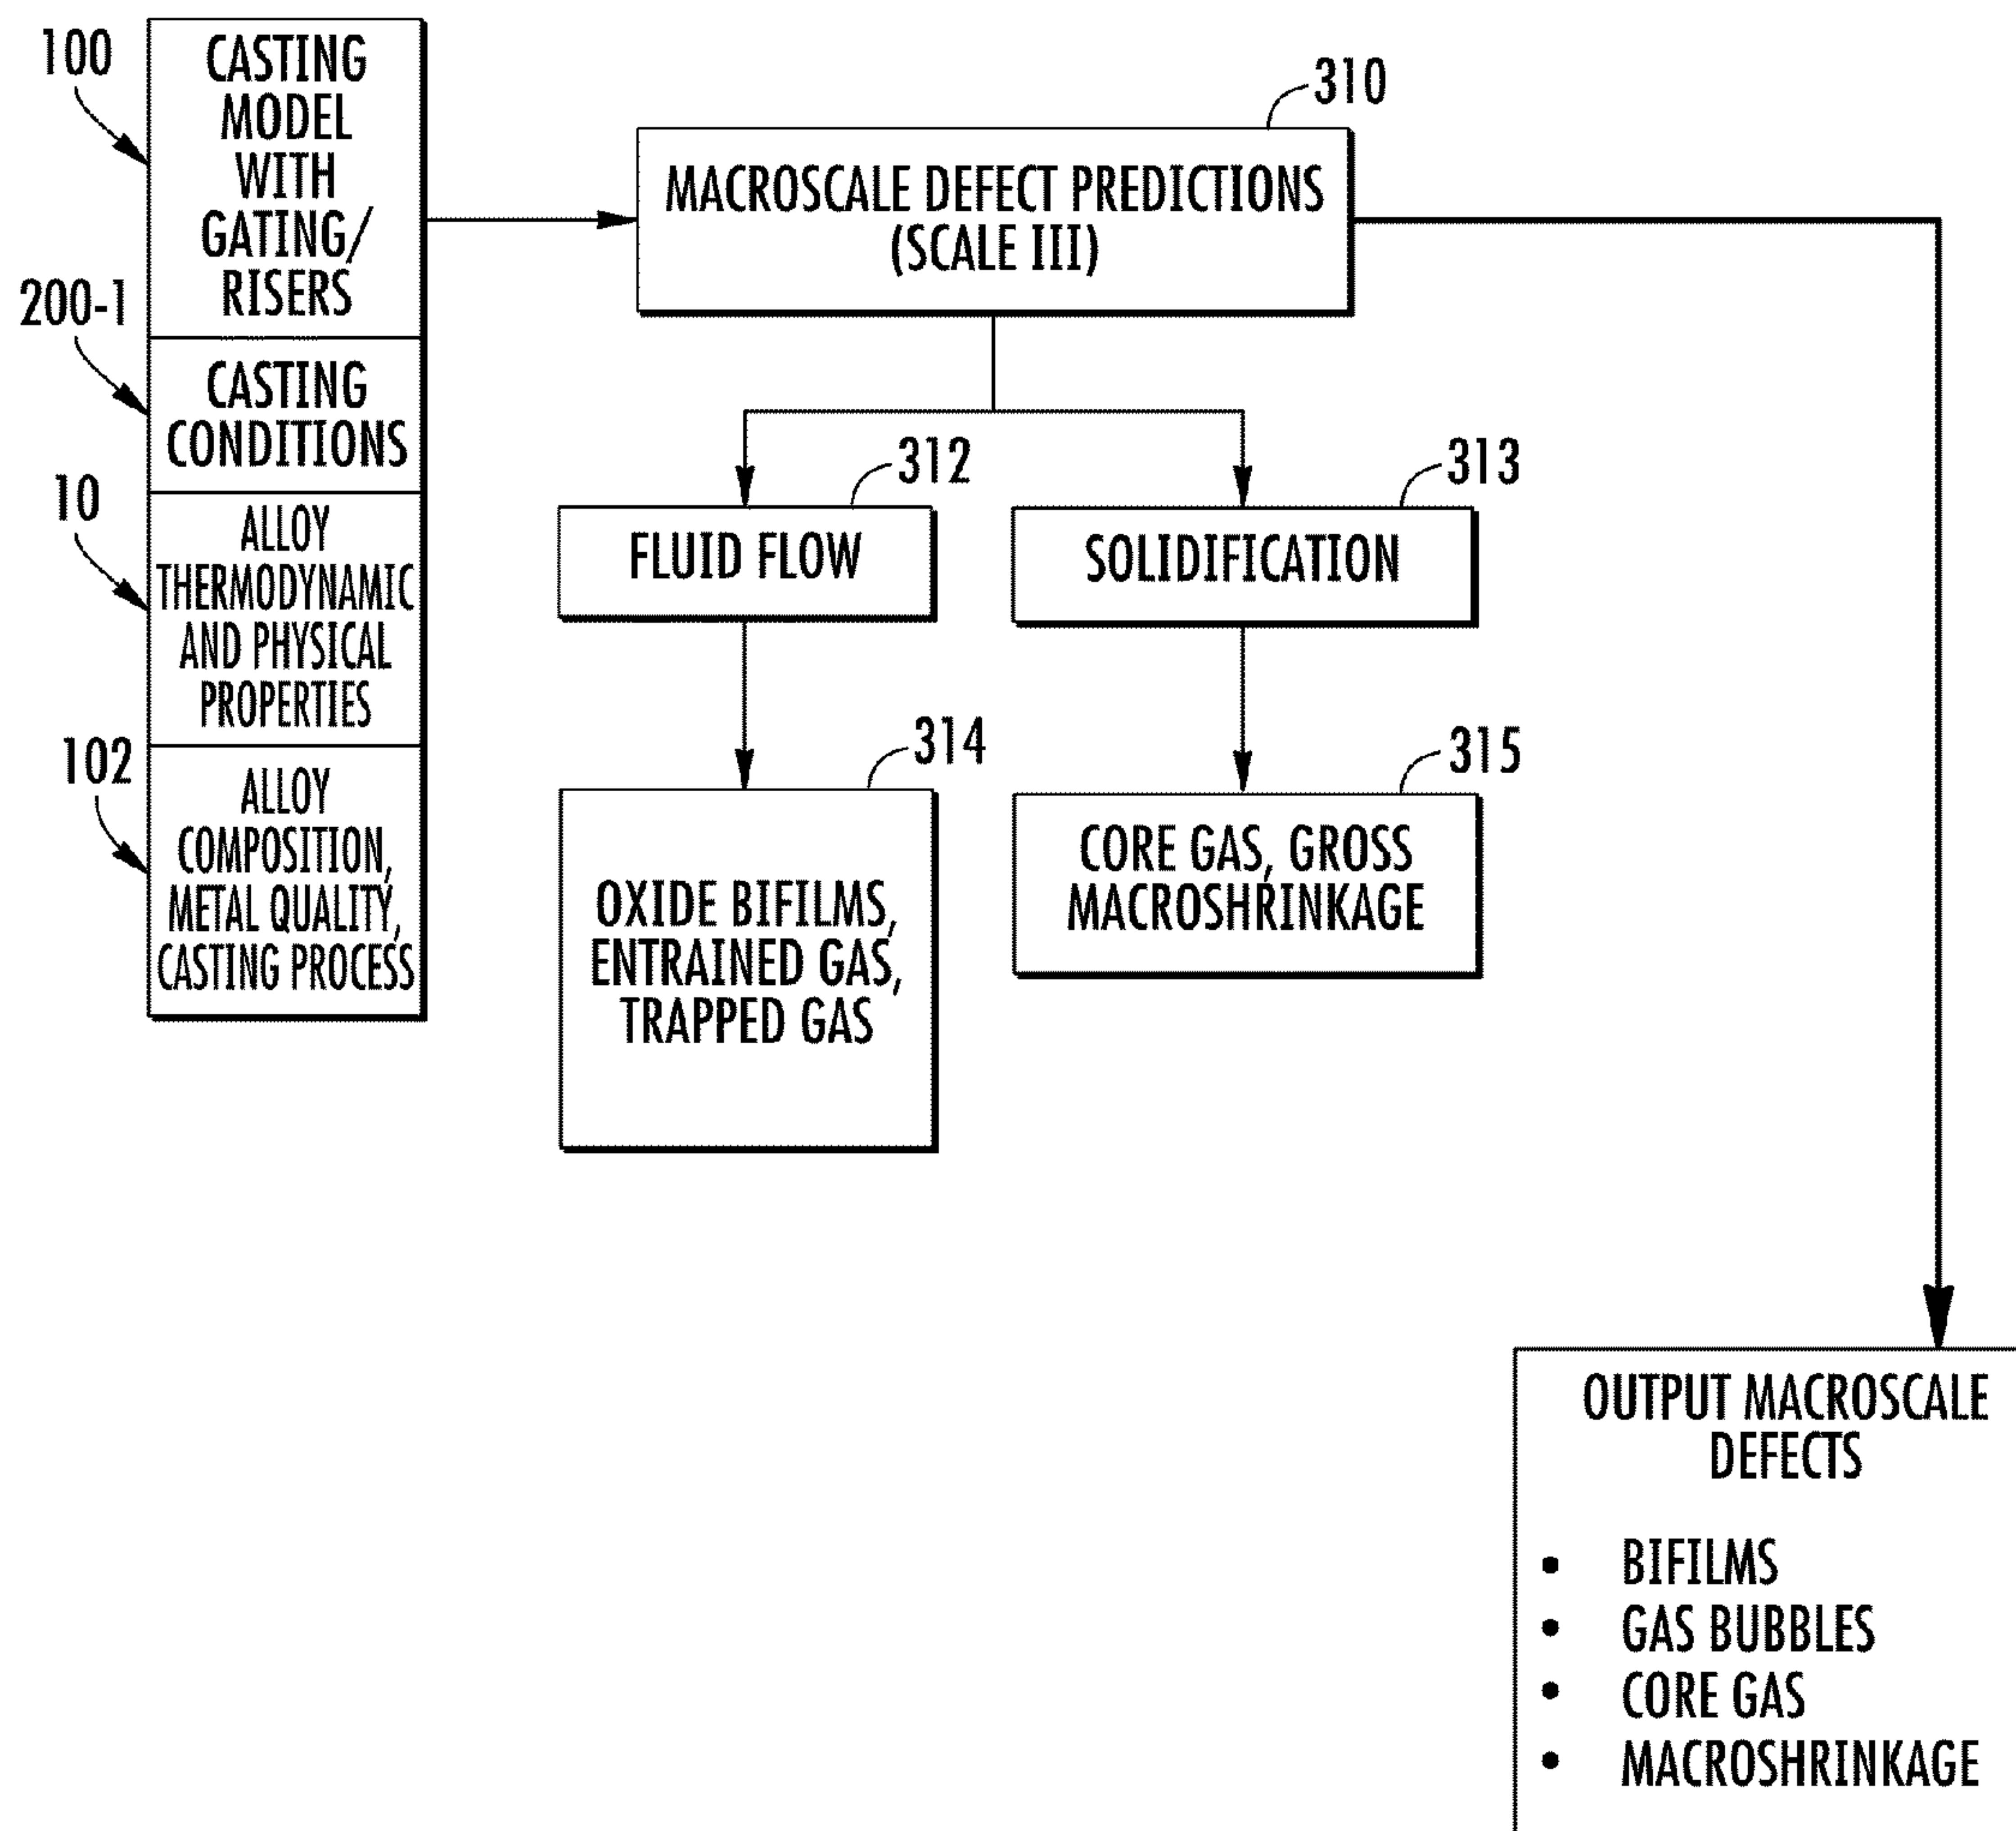 100
CASTING
MODEL
WITH
GATING/
RISERS
200-1
CASTING
CONDITIONS
10
ALLOY
THERMODYNAMIC
AND PHYSICAL
PROPERTIES
102
ALLOY
COMPOSITION,
METAL QUALITY,
CASTING PROCESS
310
MACROSCALE DEFECT PREDICTIONS
(SCALE III)
312
FLUID FLOW
313
SOLIDIFICATION
314
OXIDE BIFILMS,
ENTRAINED GAS,
TRAPPED GAS
315
CORE GAS, GROSS
MACROSHRINKAGE
OUTPUT MACROSCALE
DEFECTS
• BIFILMS
• GAS BUBBLES
• CORE GAS
• MACROSHRINKAGE